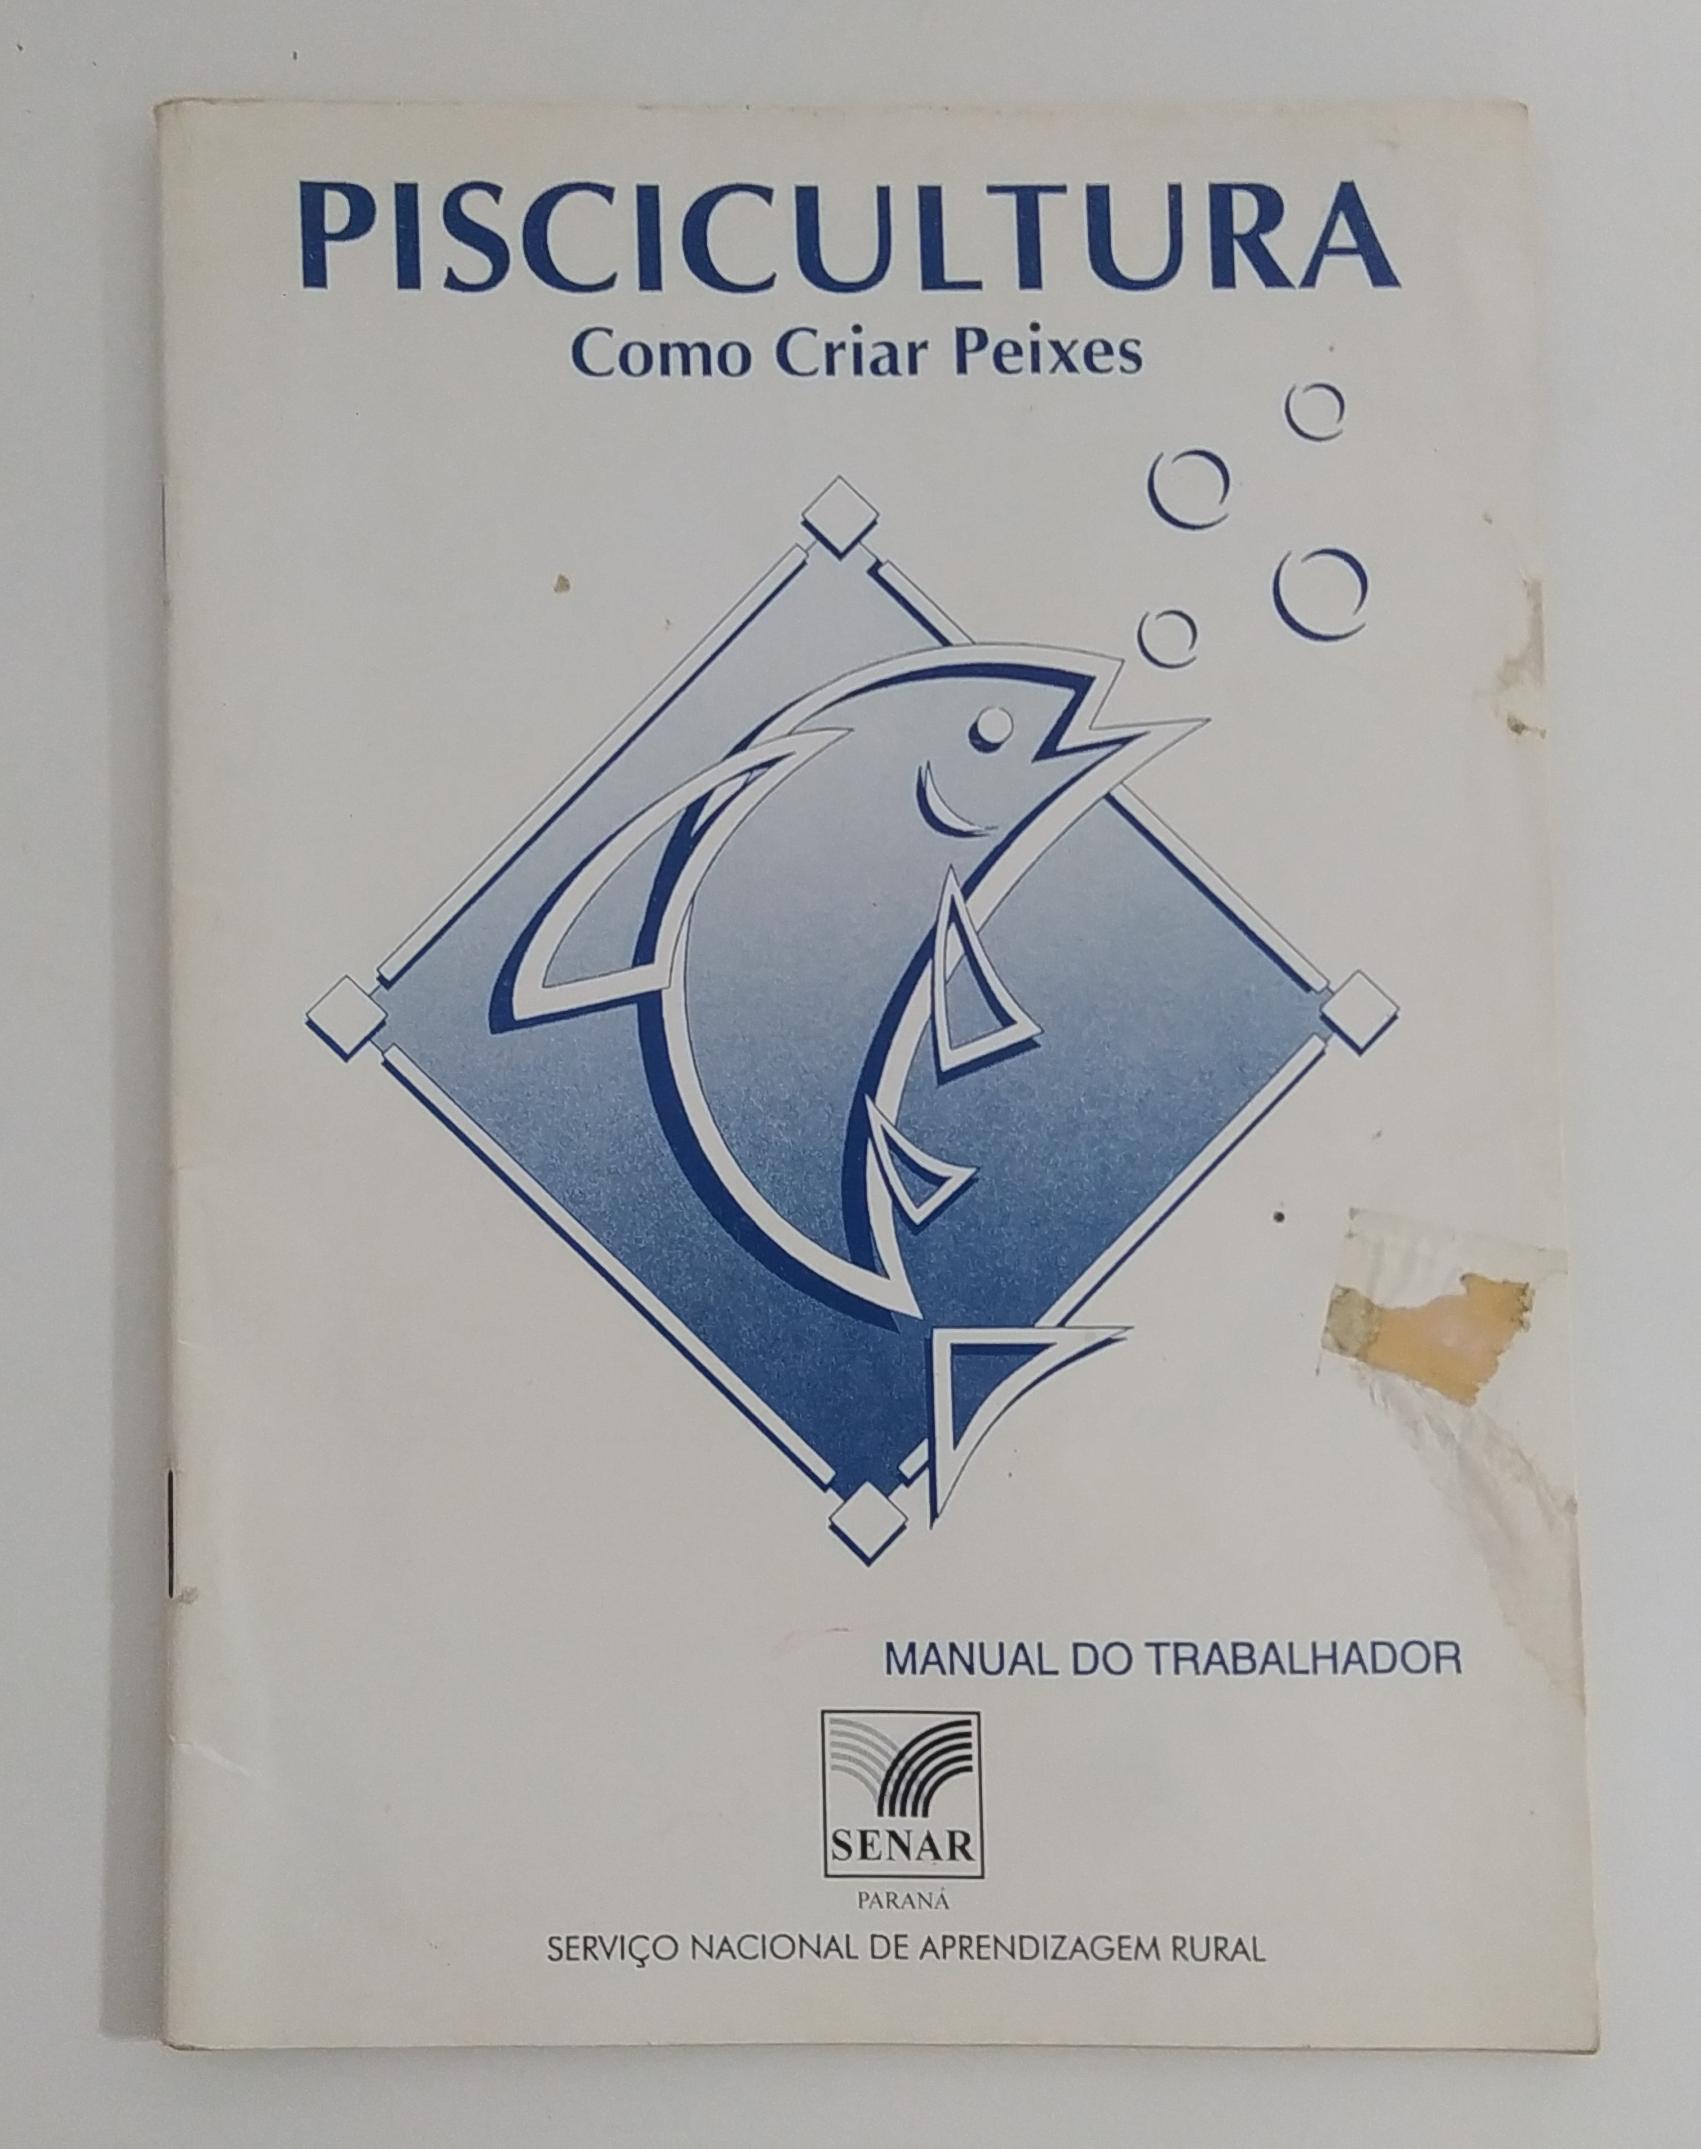 PISCICULTURA
Como Criar Peixes
MANUAL DO TRABALHADOR
SENAR
PARANÁ
SERVIÇO NACIONAL DE APRENDIZAGEM RURAL